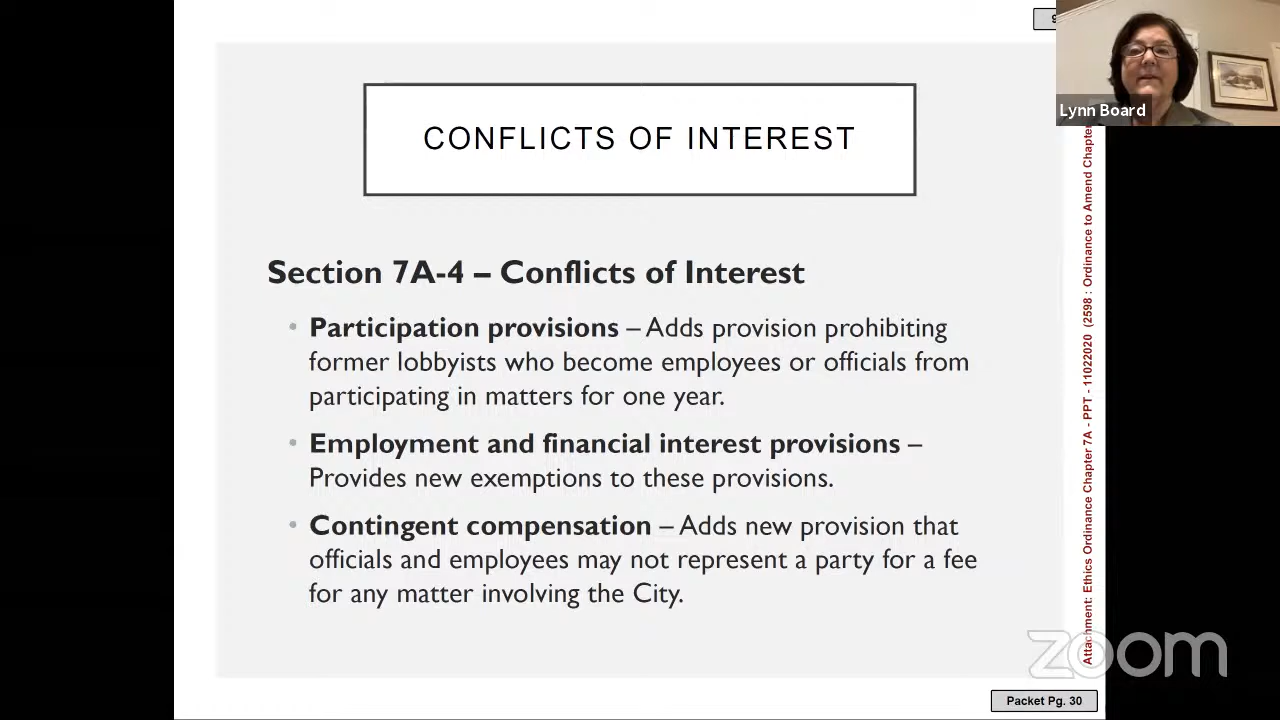 9
Lynn Board
CONFLICTS OF INTEREST
Section 7A-4 – Conflicts of Interest
• Participation provisions – Adds provision prohibiting
former lobbyists who become employees or officials from
participating in matters for one year.
• Employment and financial interest provisions –
Provides new exemptions to these provisions.
• Contingent compensation – Adds new provision that
officials and employees may not represent a party for a fee
for any matter involving the City.
Attachment: Ethics Ordinance Chapter 7A - PPT - 11022020 (2598 : Ordinance to Amend Chapter
zoom
Packet Pg. 30